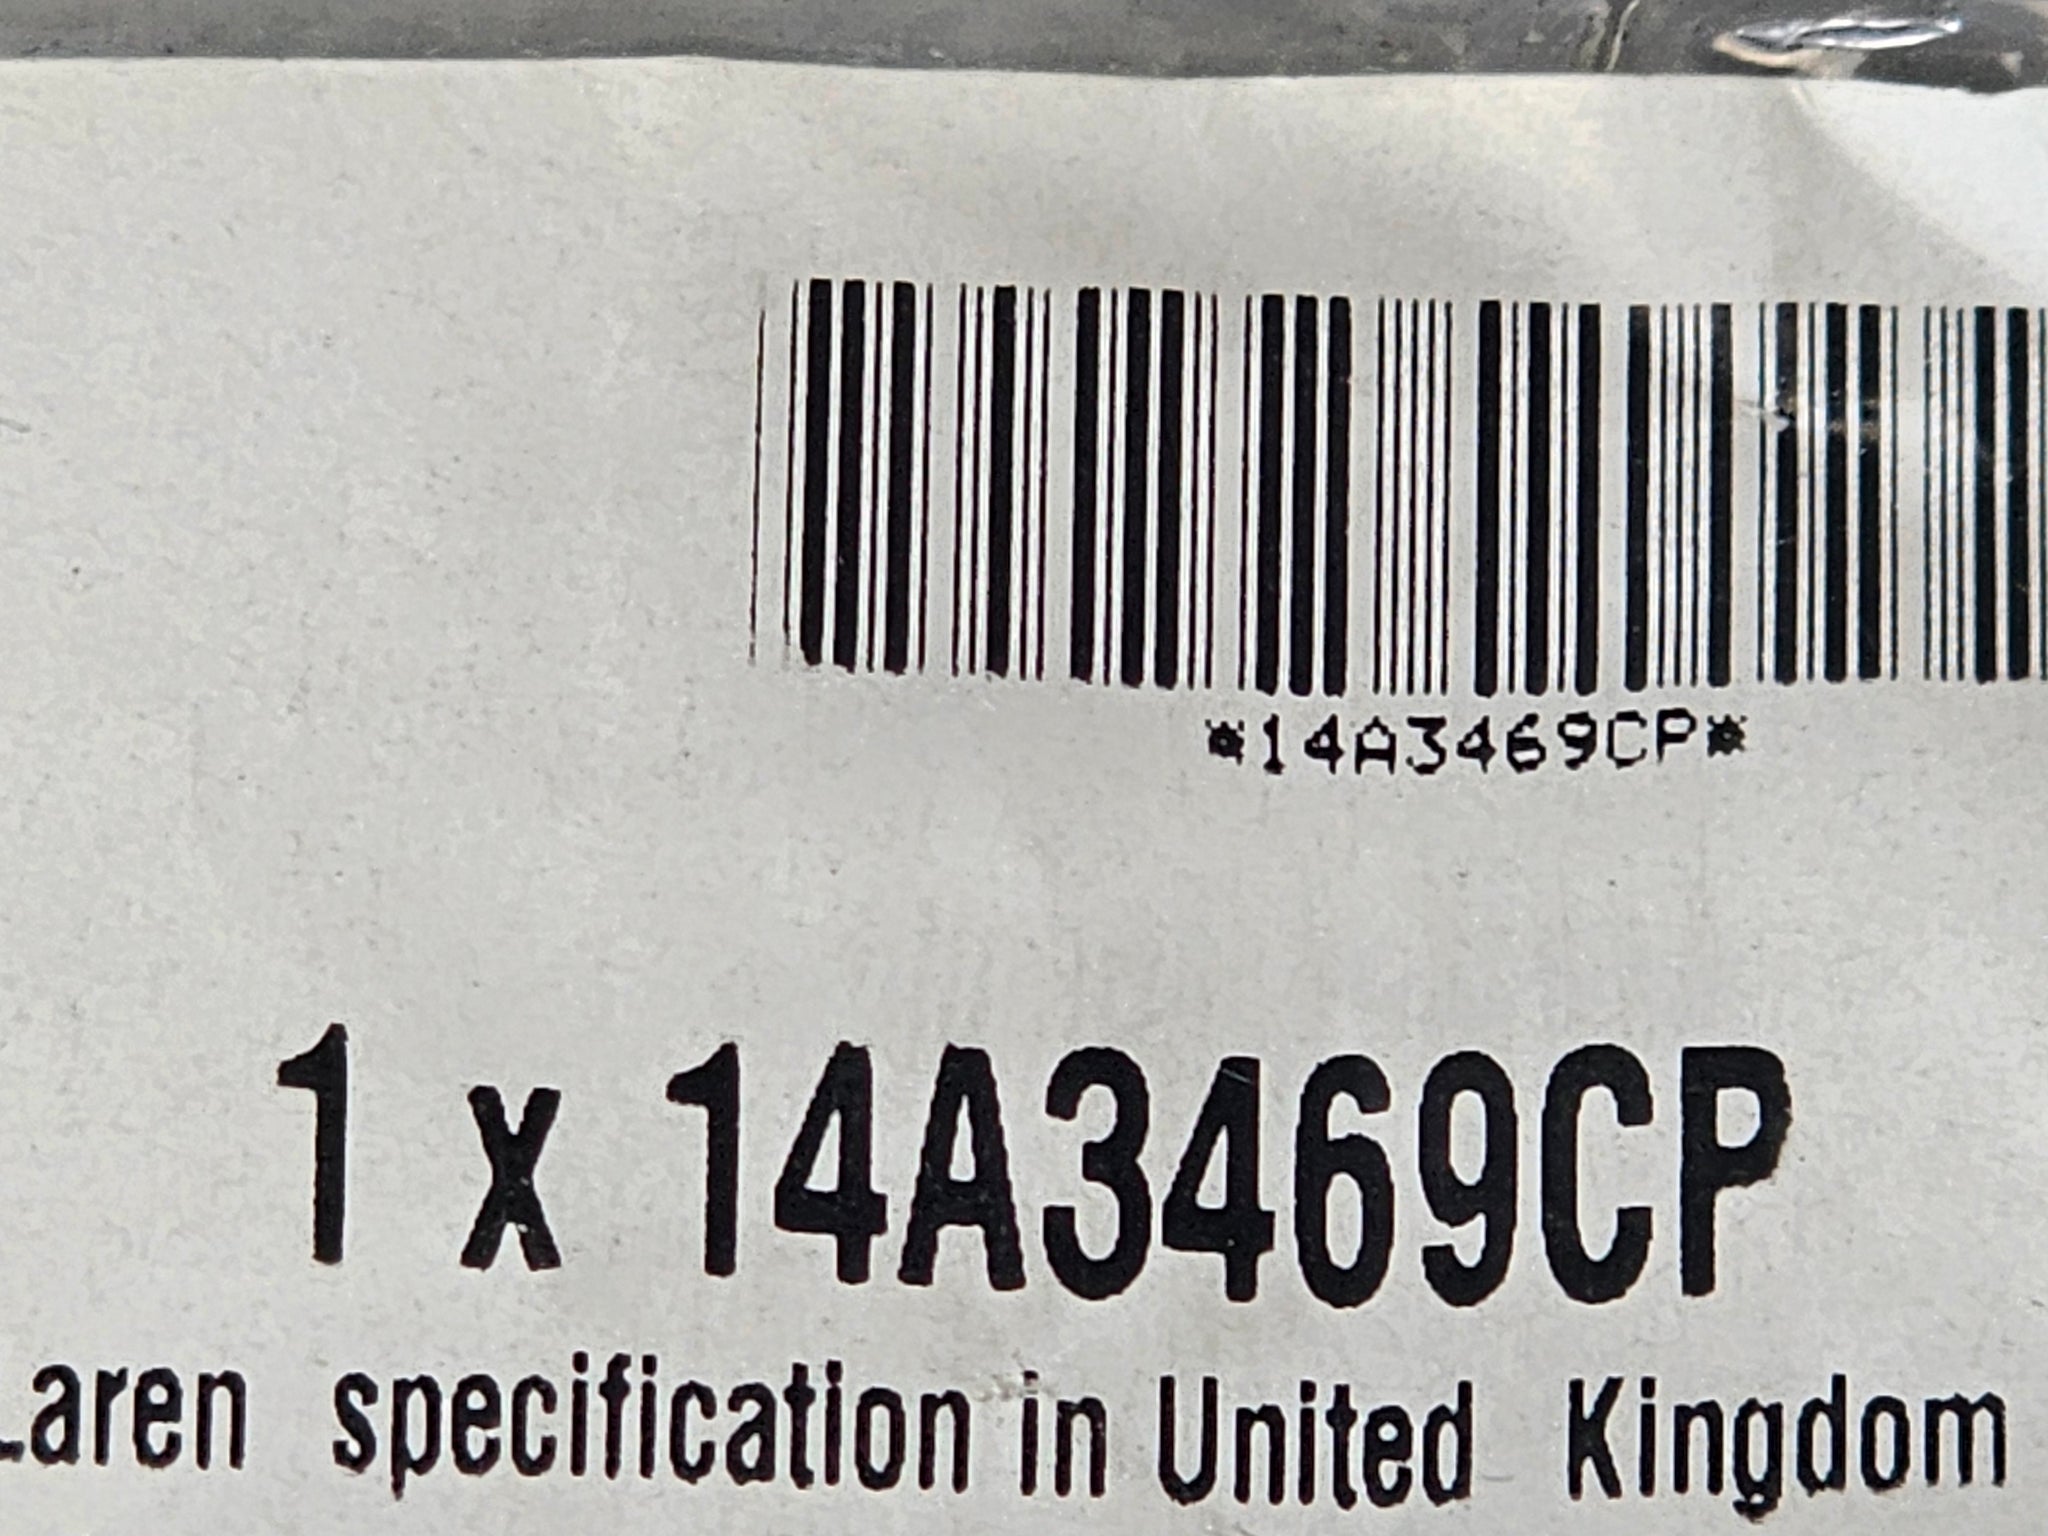 *14A3469CP*
1 x 14A3469CP
Laren specification in United Kingdom